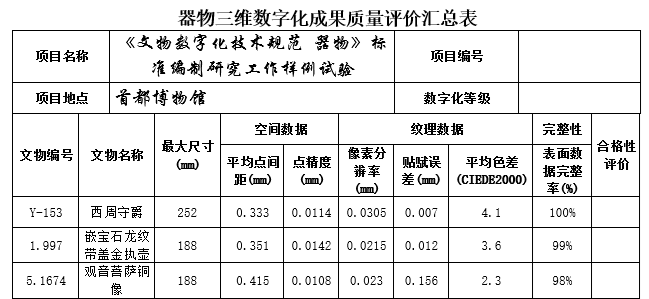 器物三维数字化成果质量评价汇总表
项目名称 《文物数字化技术规范 器物》标 项目编号
准编制研究工作样例试验
项目地点 首都博物馆 数字化等级
文物编号 文物名称 最大尺寸(mm) 空间数据 纹理数据 完整性 合格性评价
平均点间距(mm) 点精度(mm) 像素分辨率(mm) 贴赋误差(mm) 平均色差(CIEDE2000) 表面数据完整率(%)
Y-153 西周守爵 252 0.333 0.0114 0.0305 0.007 4.1 100%
1.997 嵌宝石龙纹带盖金执壶 188 0.351 0.0142 0.0215 0.012 3.6 99%
5.1674 观音菩萨铜像 188 0.415 0.0108 0.023 0.156 2.3 98%